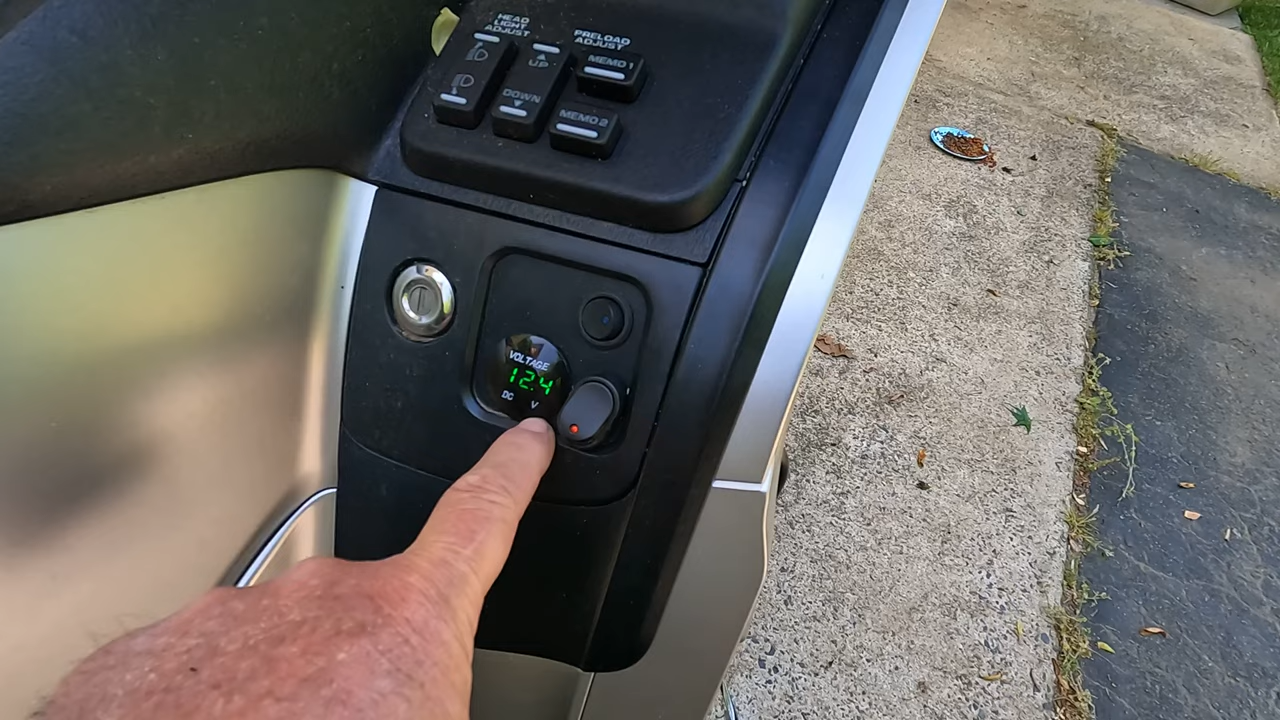 HEAD
LIGHT
ADJUST
UP
DOWN
PRELOAD
ADJUST
MEMO 1
MEMO 2
VOLTAGE
12.4
DC V